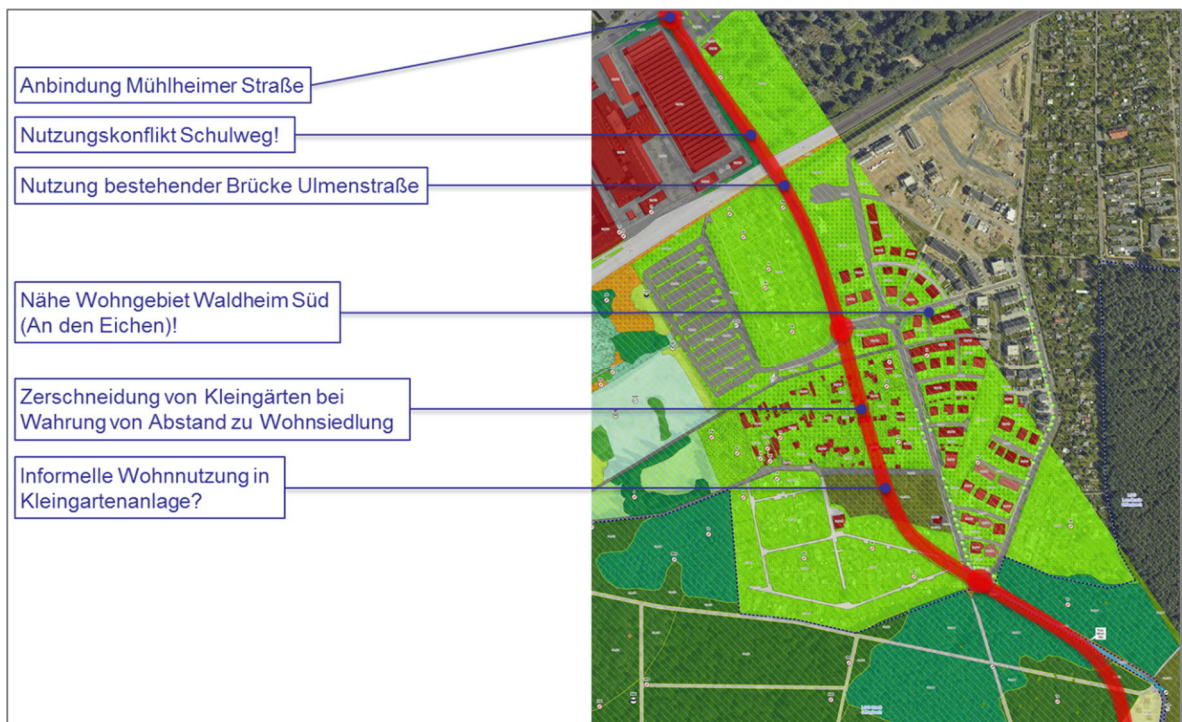 Anbindung Mühlheimer Straße
Nutzungskonflikt Schulweg!
Nutzung bestehender Brücke Ulmenstraße
Nähe Wohngebiet Waldheim Süd
(An den Eichen)!
Zerschneidung von Kleingärten bei
Wahrung von Abstand zu Wohnsiedlung
Informelle Wohnnutzung in
Kleingartenanlage?